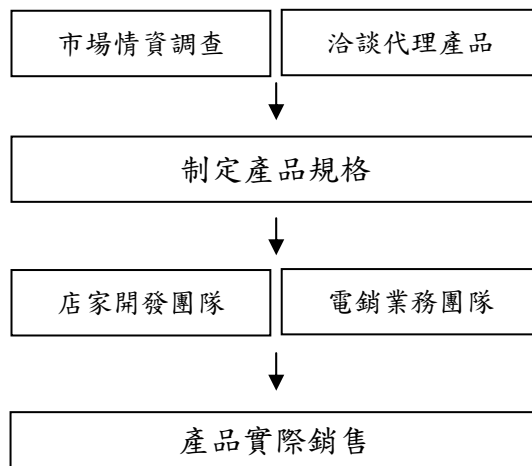 市場情資調查 洽談代理產品
制定產品規格
店家開發團隊 電銷業務團隊
產品實際銷售